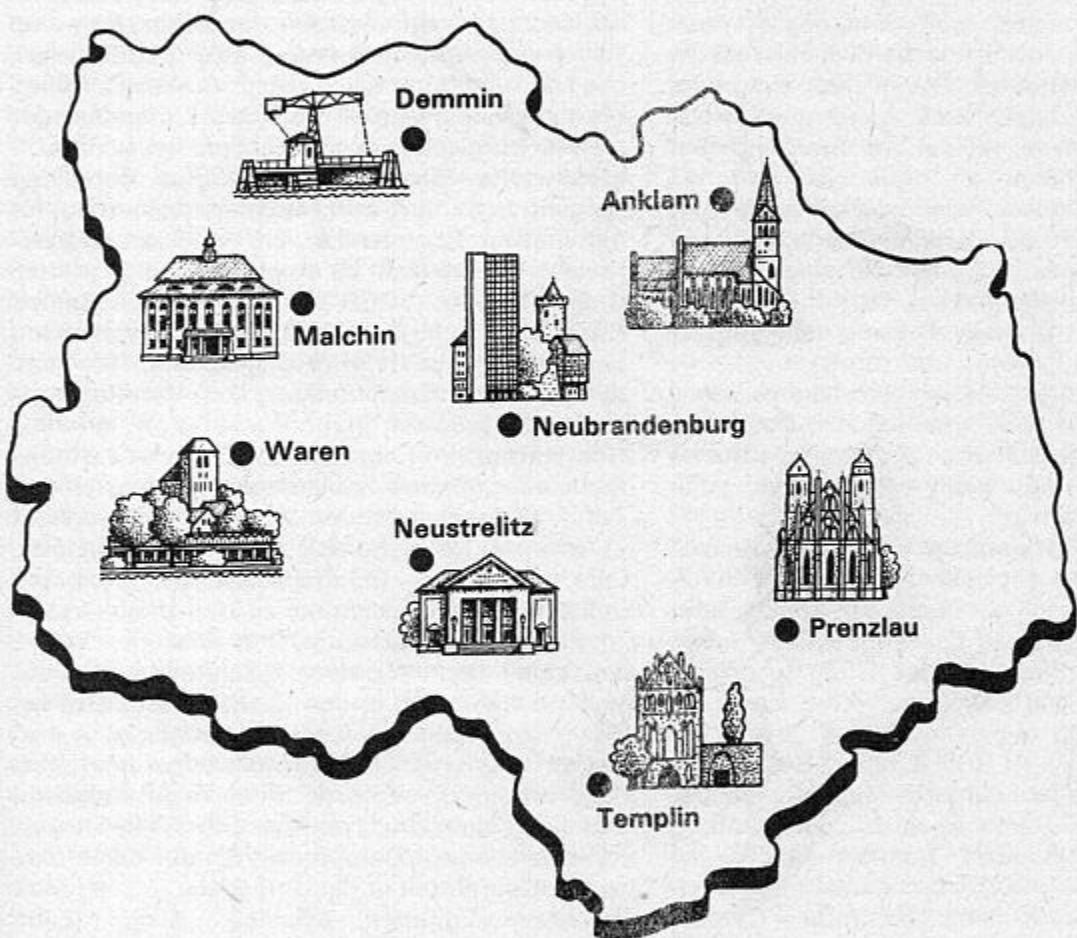 Demmin
Anklam
Malchin
Neubrandenburg
Waren
Neustrelitz
Prenzlau
Templin